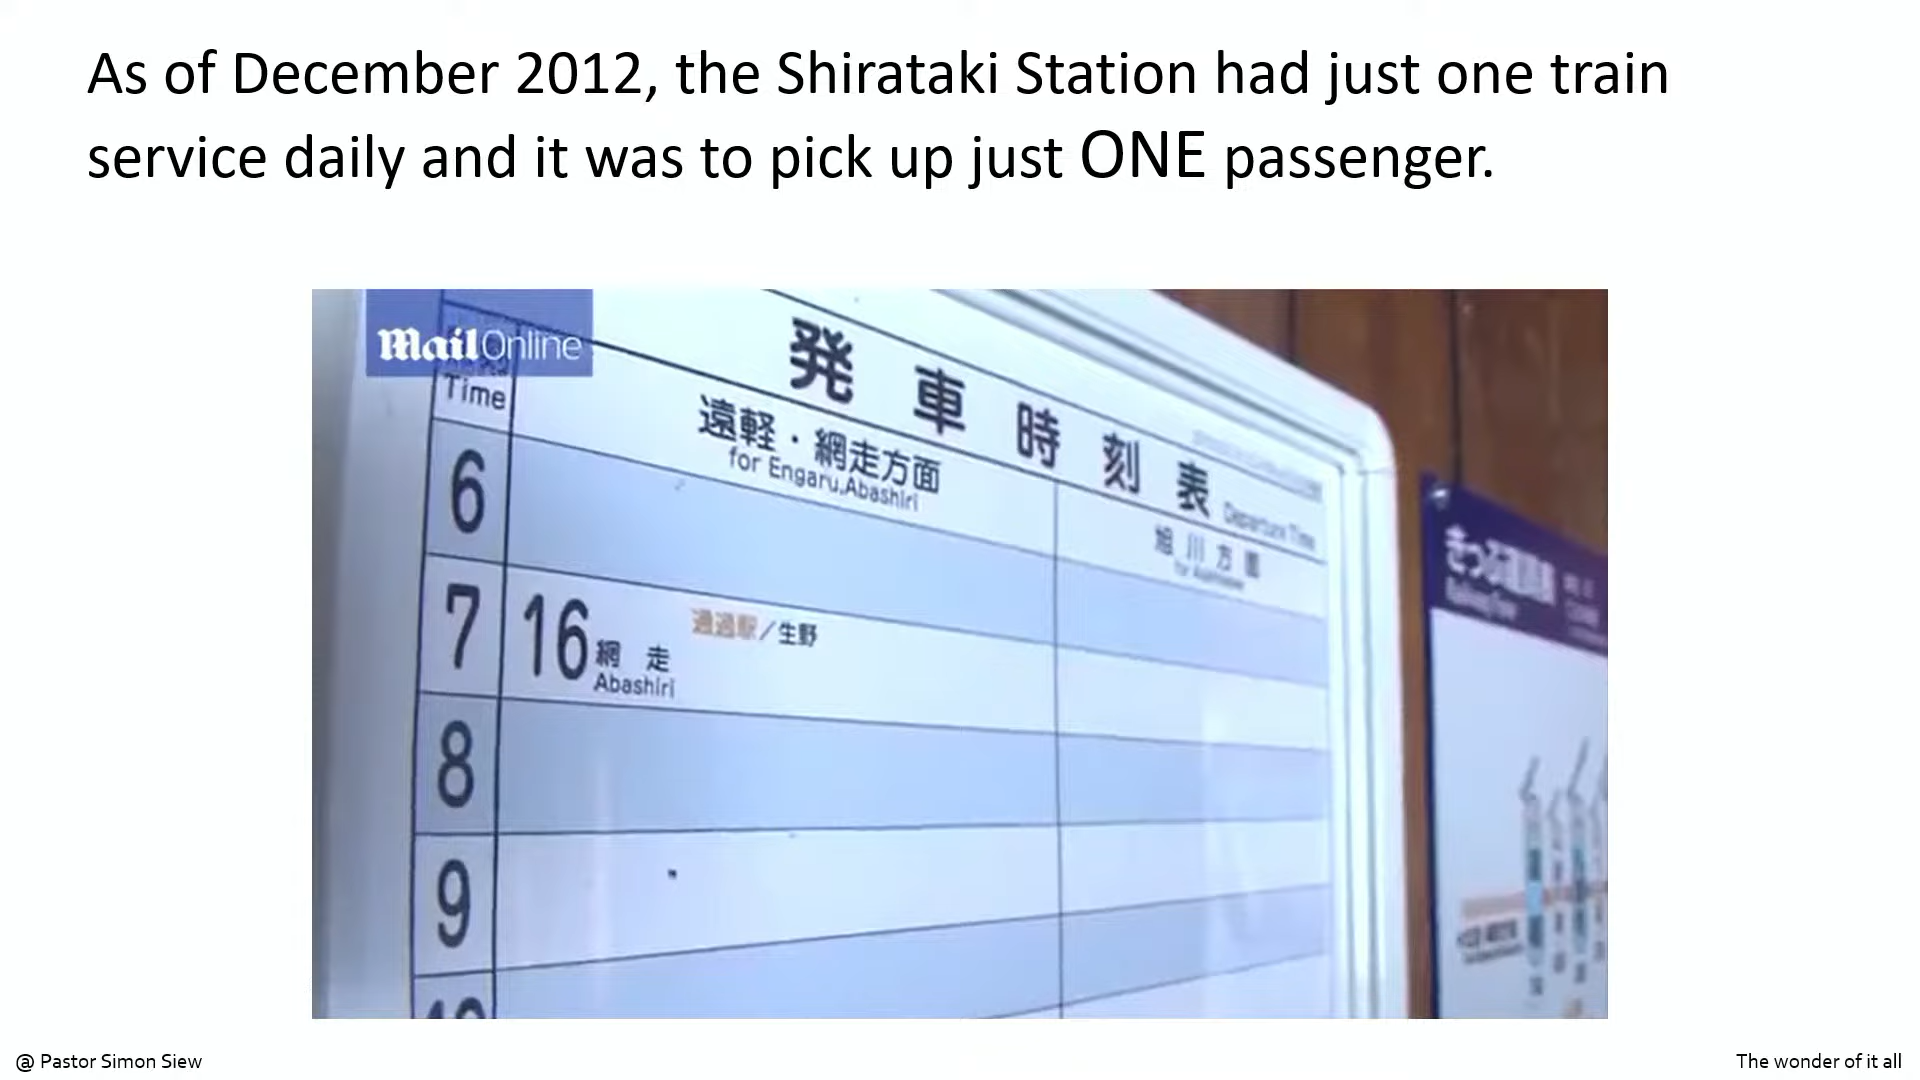 As of December 2012, the Shirataki Station had just one train
service daily and it was to pick up just ONE passenger.
MailOnline
発車時刻表 Departure Time
Time
遠軽・網走方面
for Engaru,Abashiri
旭川方面
6
7
16 網走
Abashiri
通過駅/生野
8
9
10
@ Pastor Simon Siew
The wonder of it all